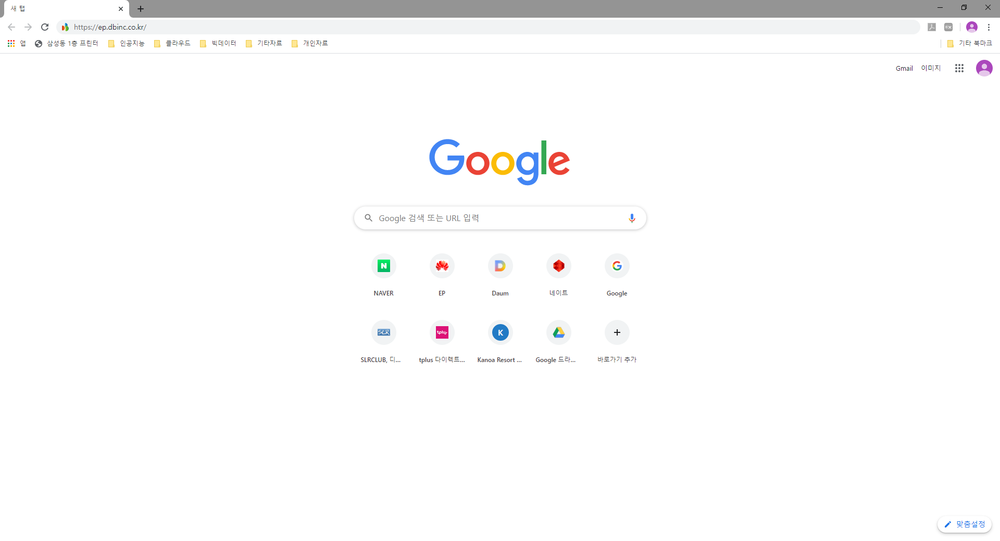 새 탭
https://ep.dbinc.co.kr/
앱 삼성동 1층 프린터 인공지능 클라우드 빅데이터 기타자료 개인자료 기타 북마크
Gmail 이미지
Google
Google 검색 또는 URL 입력
N D G
NAVER EP Daum 네이트 Google
SLR tplus K
SLRCLUB, 디... tplus 다이렉트... Kanoa Resort ... Google 드라... 바로가기 추가
맞춤설정